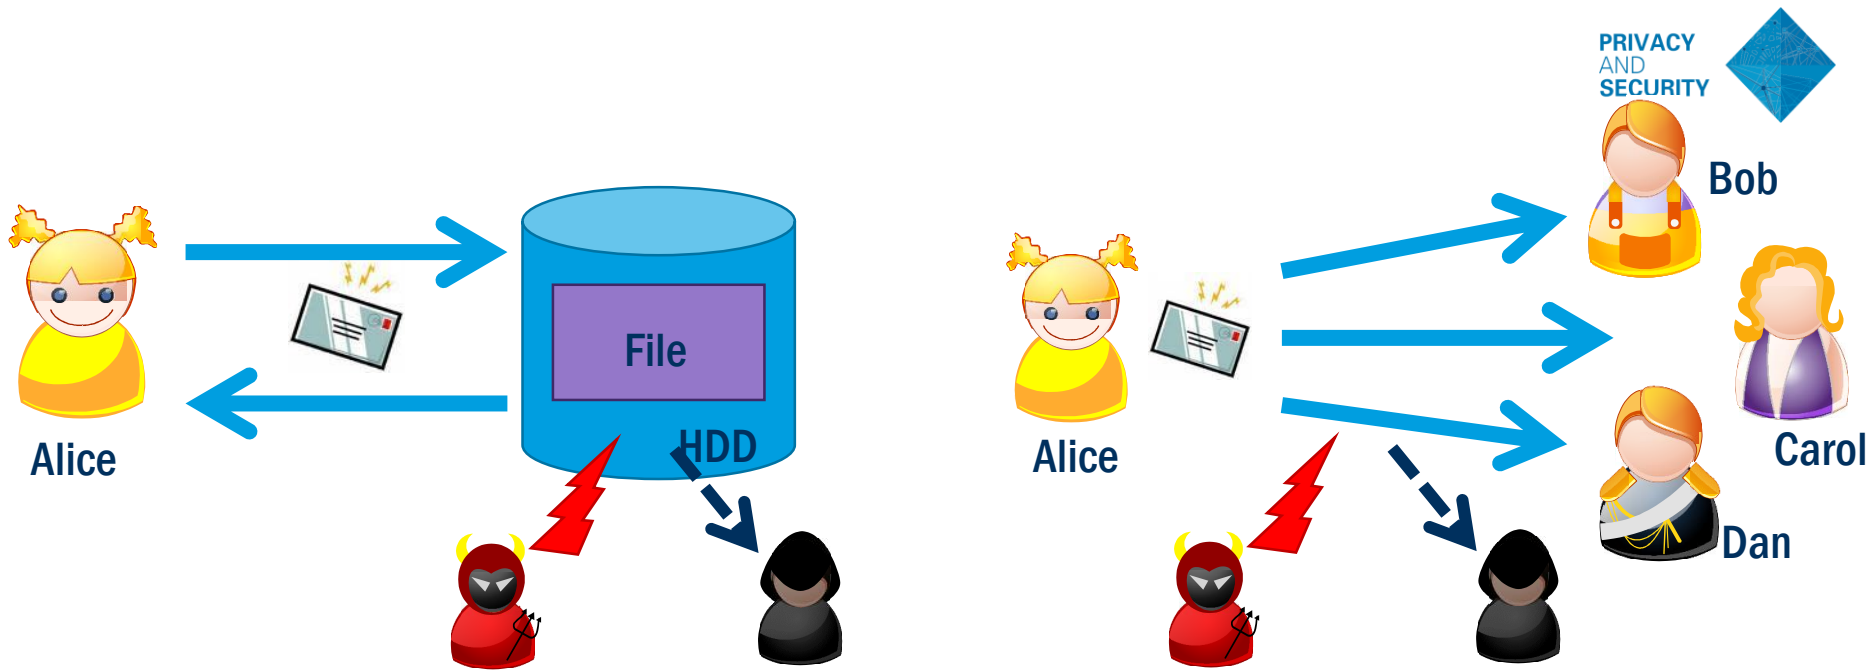 PRIVACY
AND
SECURITY
Bob
File
HDD
Alice
Alice
Carol
Dan